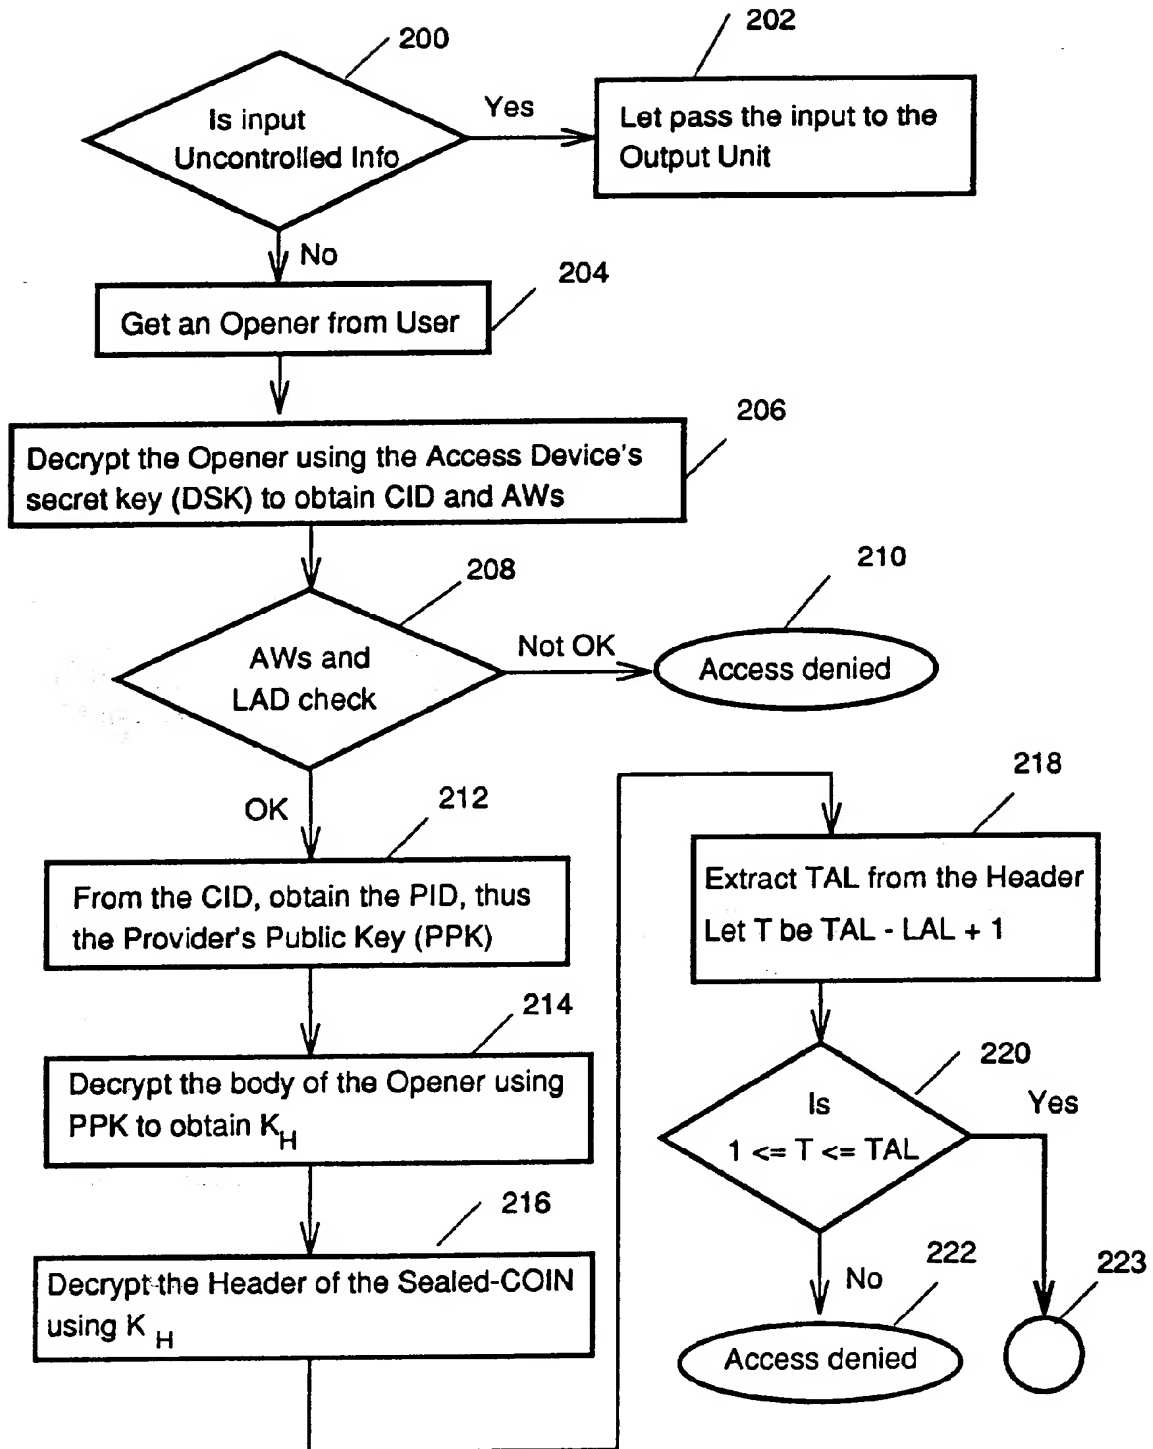 200
202
Is input
Uncontrolled Info
Yes
Let pass the input to the
Output Unit
No
204
Get an Opener from User
206
Decrypt the Opener using the Access Device's
secret key (DSK) to obtain CID and AWs
208
210
AWs and
LAD check
Not OK
Access denied
OK
212
From the CID, obtain the PID, thus
the Provider's Public Key (PPK)
214
Decrypt the body of the Opener using
PPK to obtain K_H
216
Decrypt the Header of the Sealed-COIN
using K_H
218
Extract TAL from the Header
Let T be TAL - LAL + 1
220
Is
1 <= T <= TAL
Yes
No
222
Access denied
223